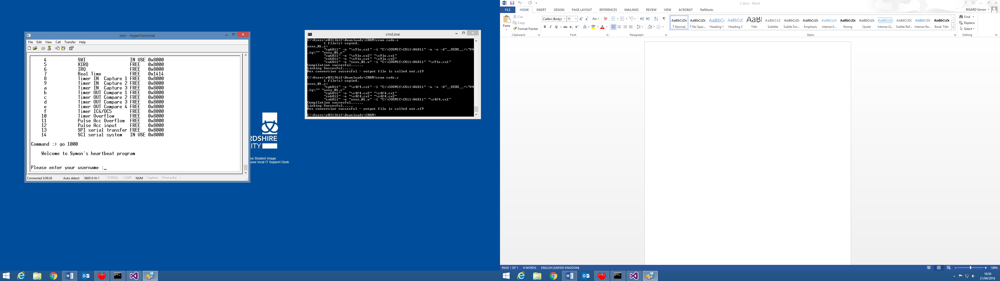 test - HyperTerminal
File Edit View Call Transfer Help
4 SWI IN USE 0x8000
5 XIRQ FREE 0x8000
6 IRQ FREE 0x8000
7 Real Time FREE 0x1414
8 Timer IN Capture 1 FREE 0x8000
9 Timer IN Capture 2 FREE 0x8000
a Timer IN Capture 3 FREE 0x8000
b Timer OUT Compare 1 FREE 0x8000
c Timer OUT Compare 2 FREE 0x8000
d Timer OUT Compare 3 FREE 0x8000
e Timer OUT Compare 4 FREE 0x8000
f Timer IC4/OC5 FREE 0x8000
10 Timer Overflow FREE 0x8000
11 Pulse Acc Overflow FREE 0x8000
12 Pulse Acc input FREE 0x8000
13 SPI serial transfer FREE 0x8000
14 SCI serial system IN USE 0x8000
Command :> go 1000
Welcome to Symon's heartbeat program
Please enter your username :_
Connected 3:09:26 Auto detect 9600 8-N-1 SCROLL CAPS NUM Capture Print echo
RDSHIRE
ITY
es Student Image
your local IT Support Desk
cmd.exe
C:\Users\r031361f\Downloads\CRAM>cram code.c
1 file(s) copied.
xxxx_01.c:
"cp6811" -o "\s9lo.cx1" -i "C:\COSMIC\CX11\H6811" -u -x -d"__VERS__=\"V4
.1q\"" "xxxx_01.c"
"cg6811" -o "\s9lo.cx2" "\s9lo.cx1"
"co6811" -o "\s9lo.cx1" "\s9lo.cx2"
"ca6811" -o "xxxx_01.o" -i "C:\COSMIC\CX11\H6811" "\s9lo.cx1"
Compilation succesful......
Linking Succesful.....
Hex conversion succesful - output file is called out.s19
C:\Users\r031361f\Downloads\CRAM>cram code.c
1 file(s) copied.
xxxx_01.c:
"cp6811" -o "\s4f4.cx1" -i "C:\COSMIC\CX11\H6811" -u -x -d"__VERS__=\"V4
.1q\"" "xxxx_01.c"
"cg6811" -o "\s4f4.cx2" "\s4f4.cx1"
"co6811" -o "\s4f4.cx1" "\s4f4.cx2"
"ca6811" -o "xxxx_01.o" -i "C:\COSMIC\CX11\H6811" "\s4f4.cx1"
Compilation succesful......
Linking Succesful.....
Hex conversion succesful - output file is called out.s19
C:\Users\r031361f\Downloads\CRAM>
C.docx - Word
FILE HOME INSERT DESIGN PAGE LAYOUT REFERENCES MAILINGS REVIEW VIEW ACROBAT RefWorks RIGARD Simon
Paste Cut Copy Format Painter
Clipboard
Calibri (Body) 11
Font
Paragraph
AaBbCcDc AaBbCcDc AaBbCc AaBbCcD AaBl AaBbCcD AaBbCcDc AaBbCcDc AaBbCcDc AaBbCcDc AaBbCcDc AaBbCcDc AABBCCDC AABBCCDC AaBbCcDc
¶ Normal ¶ No Spac... Heading 1 Heading 2 Title Subtitle Subtle Em... Emphasis Intense E... Strong Quote Intense Q... Subtle Ref... Intense Re... Book Title
Styles
Find
Replace
Select
Editing
PAGE 1 OF 1 0 WORDS ENGLISH (UNITED KINGDOM) 100%
19:59
21/04/2016